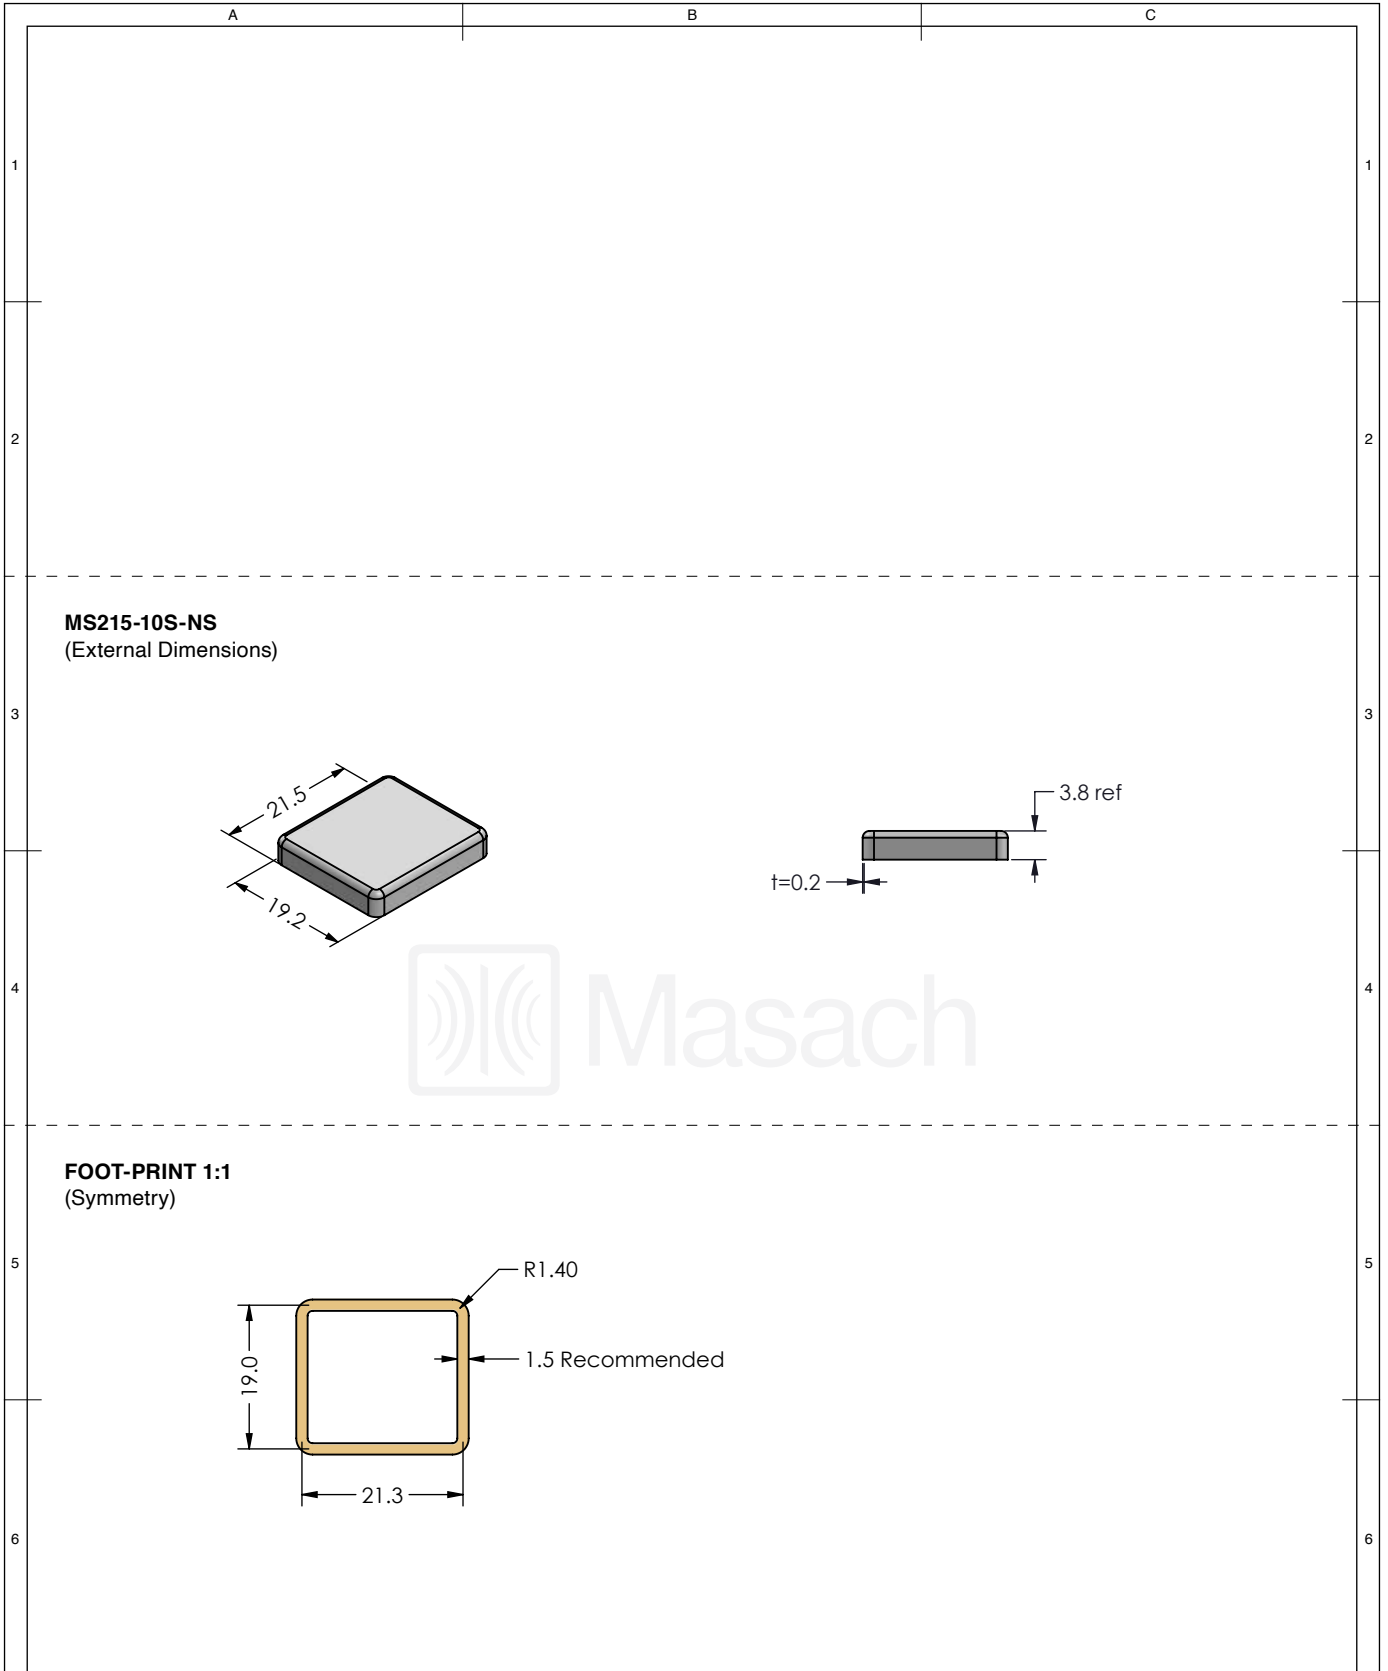 A B C
1 1
2 2
MS215-10S-NS
(External Dimensions)
3 3
21.5
3.8 ref
t=0.2
19.2
Masach
4 4
FOOT-PRINT 1:1
(Symmetry)
5 5
R1.40
1.5 Recommended
19.0
21.3
6 6